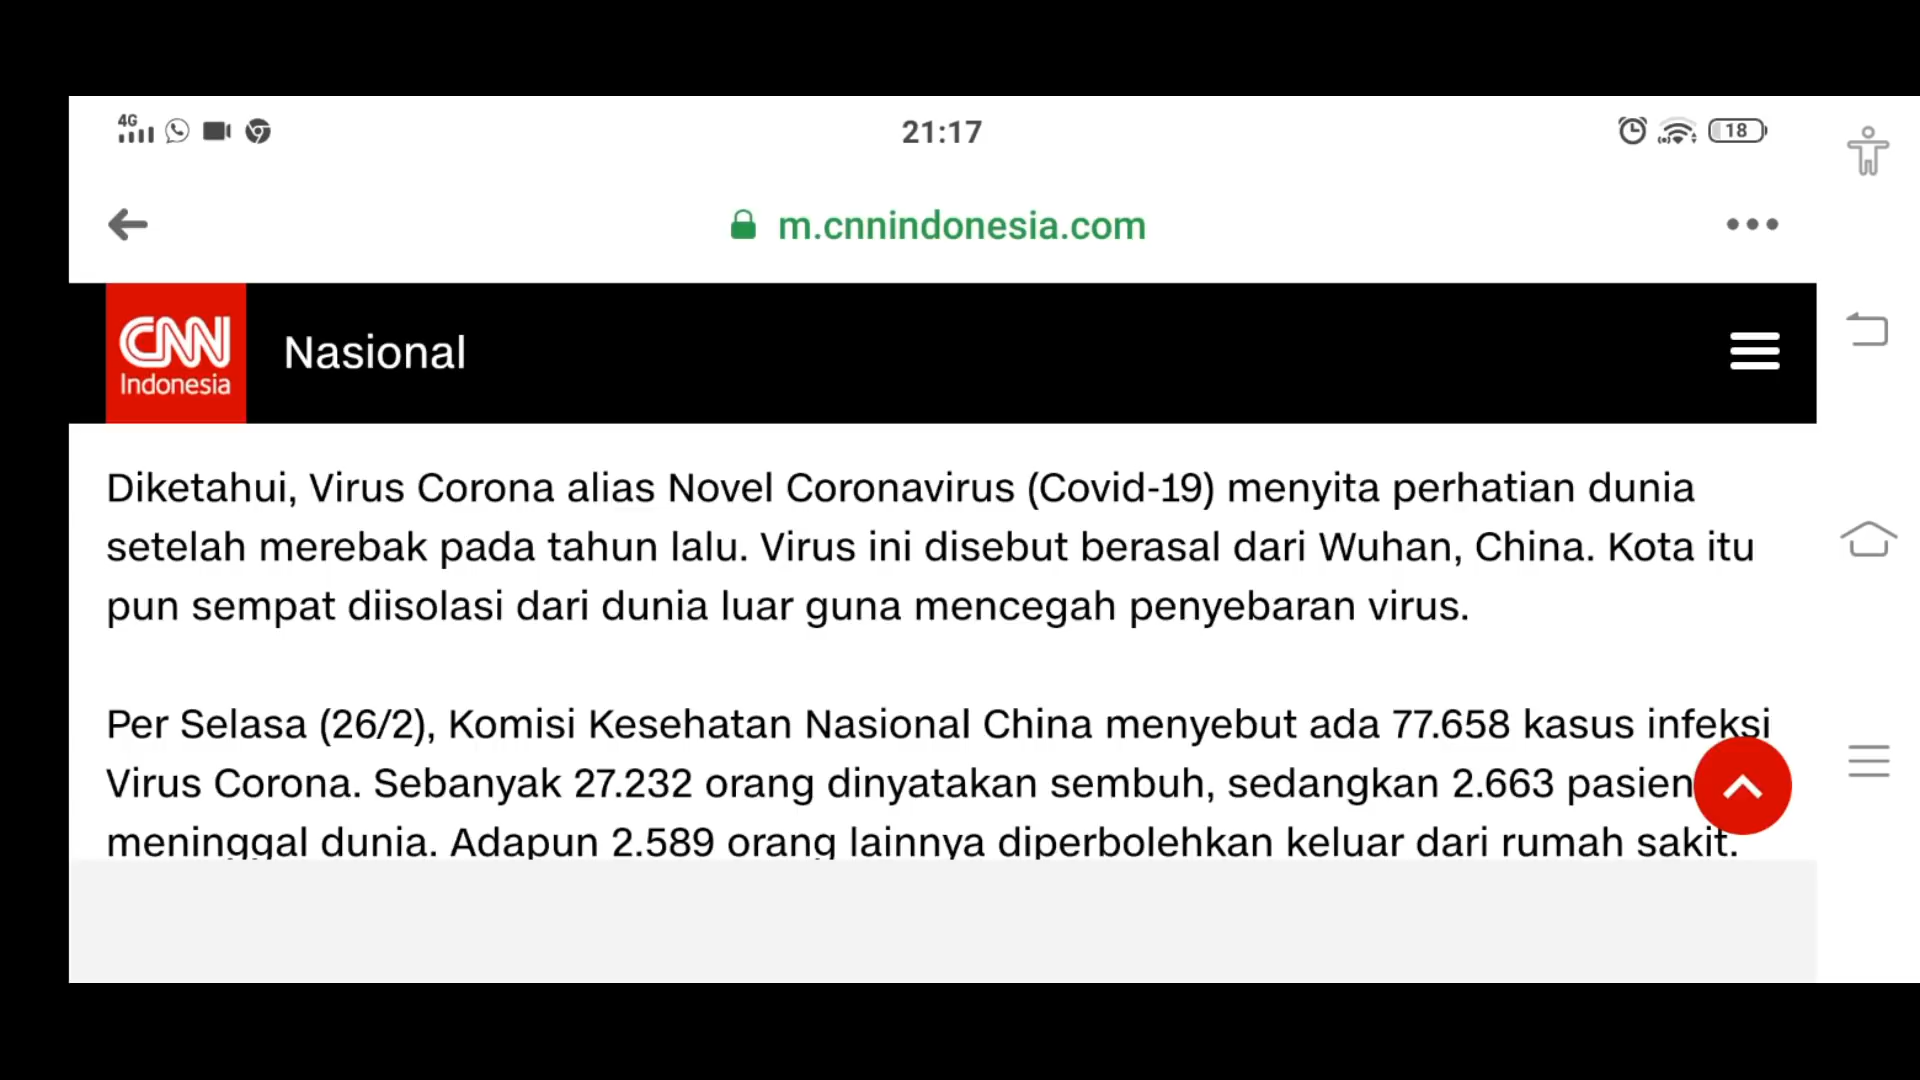 4G
21:17
18
m.cnnindonesia.com
CNN
Indonesia
Nasional
Diketahui, Virus Corona alias Novel Coronavirus (Covid-19) menyita perhatian dunia
setelah merebak pada tahun lalu. Virus ini disebut berasal dari Wuhan, China. Kota itu
pun sempat diisolasi dari dunia luar guna mencegah penyebaran virus.
Per Selasa (26/2), Komisi Kesehatan Nasional China menyebut ada 77.658 kasus infeksi
Virus Corona. Sebanyak 27.232 orang dinyatakan sembuh, sedangkan 2.663 pasien
meninggal dunia. Adapun 2.589 orang lainnya diperbolehkan keluar dari rumah sakit.